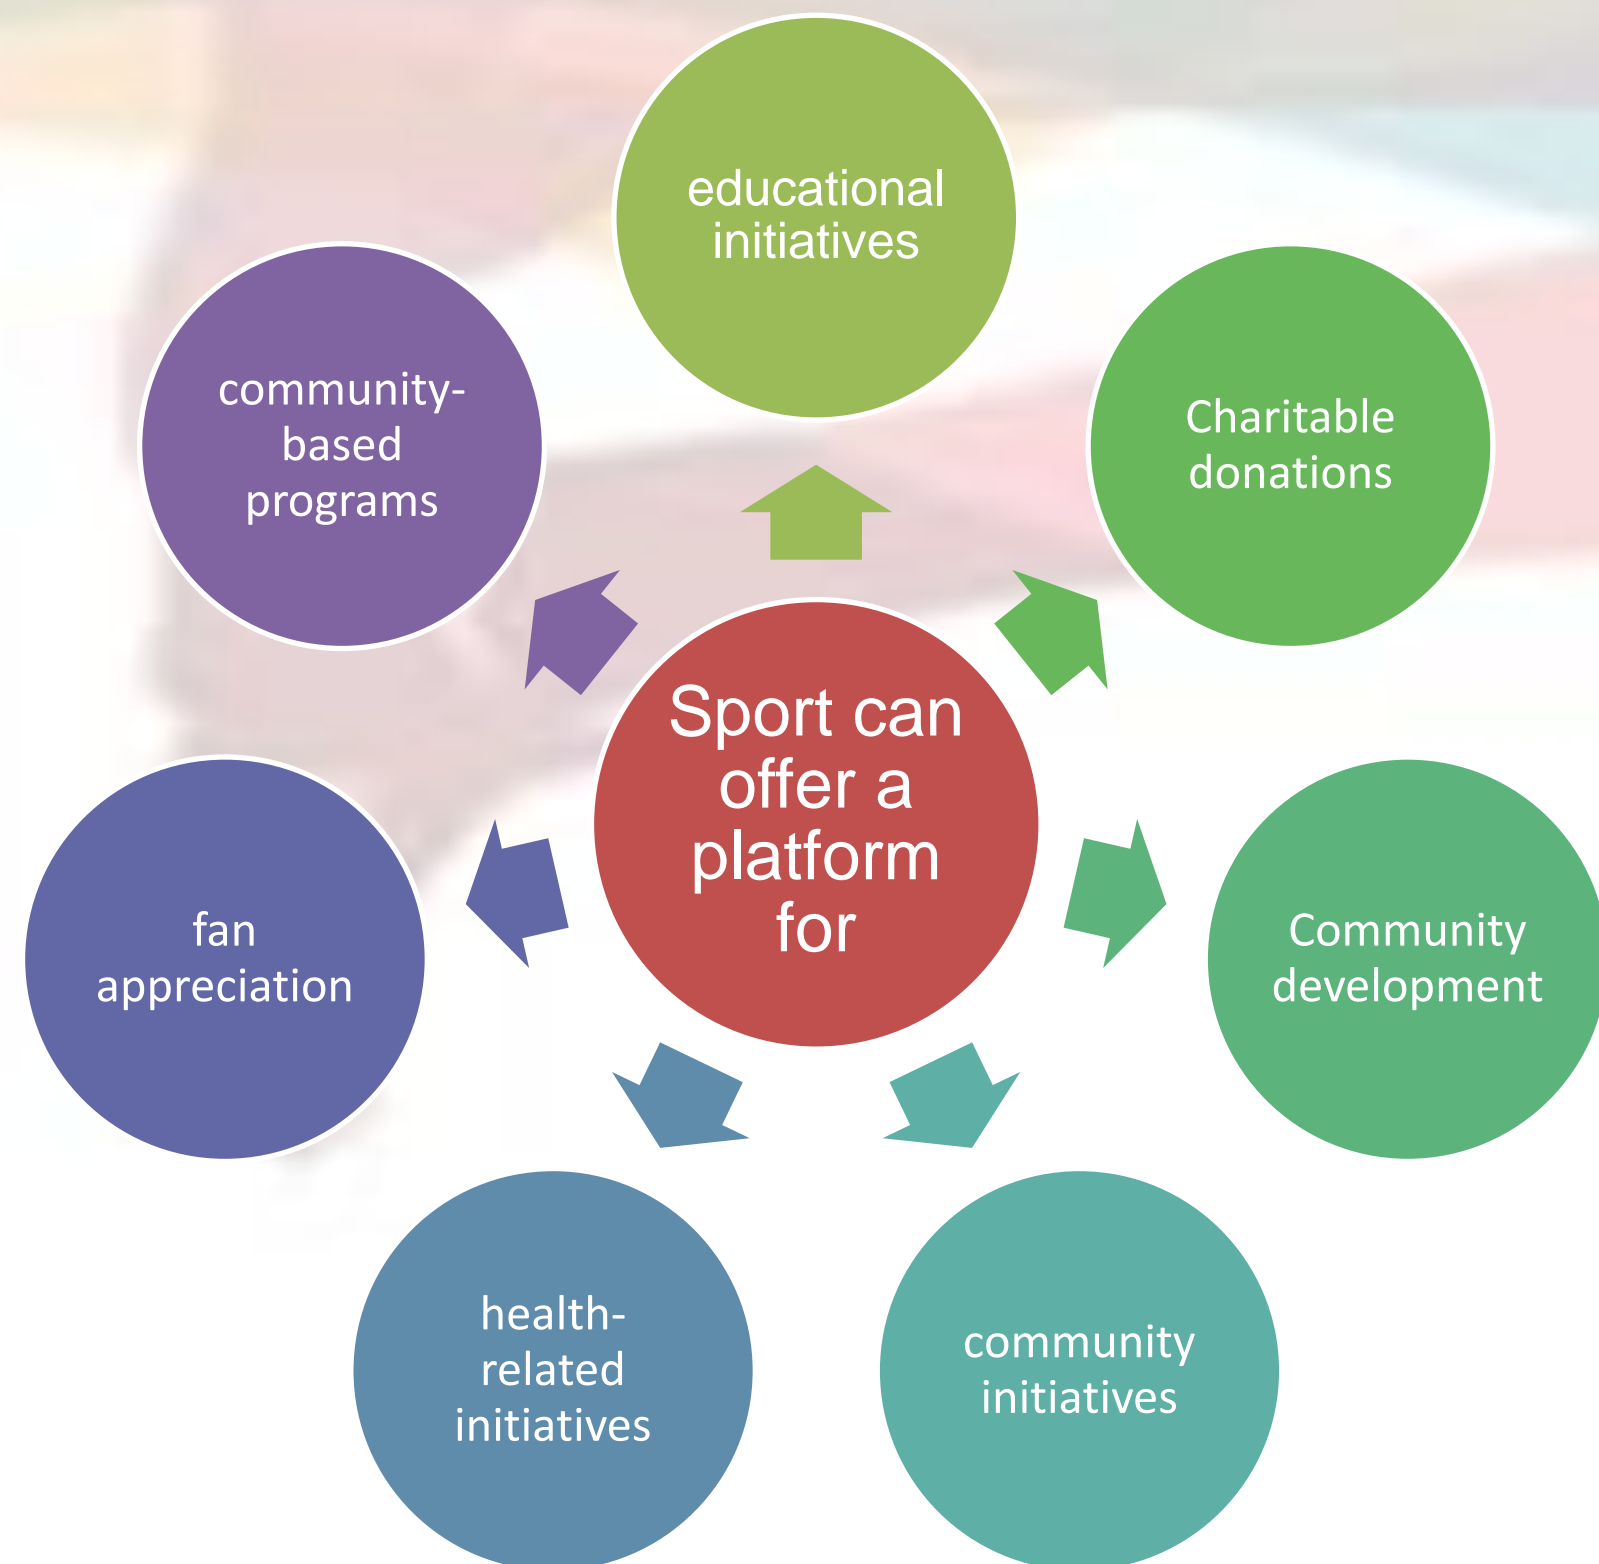 educational
initiatives
Charitable
donations
Community
development
community
initiatives
health-
related
initiatives
fan
appreciation
community-
based
programs
Sport can
offer a
platform
for